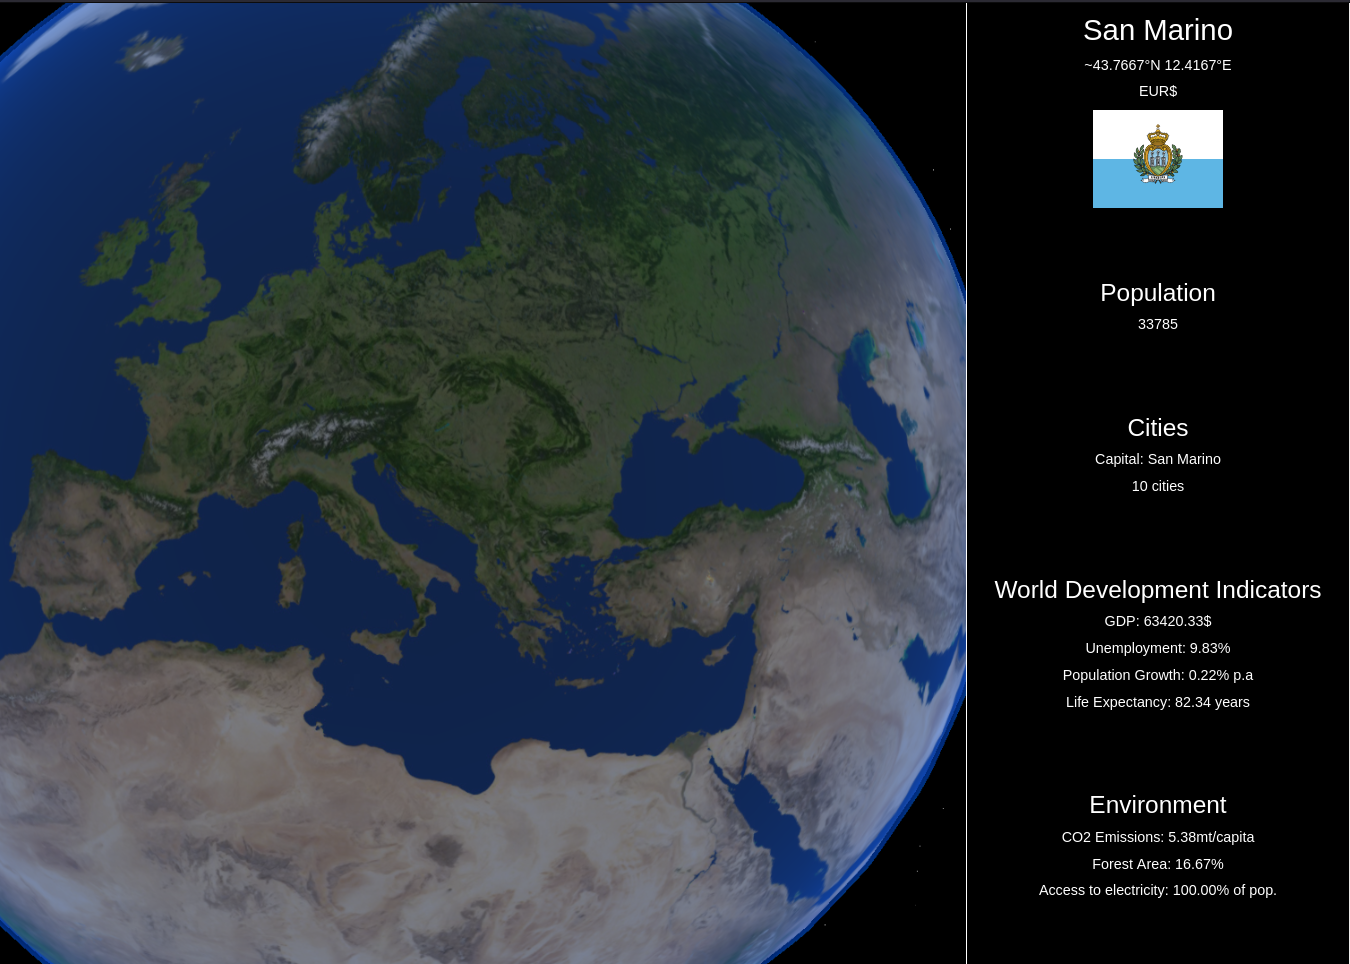 San Marino
~43.7667°N 12.4167°E
EUR$
Population
33785
Cities
Capital: San Marino
10 cities
World Development Indicators
GDP: 63420.33$
Unemployment: 9.83%
Population Growth: 0.22% p.a
Life Expectancy: 82.34 years
Environment
CO2 Emissions: 5.38mt/capita
Forest Area: 16.67%
Access to electricity: 100.00% of pop.